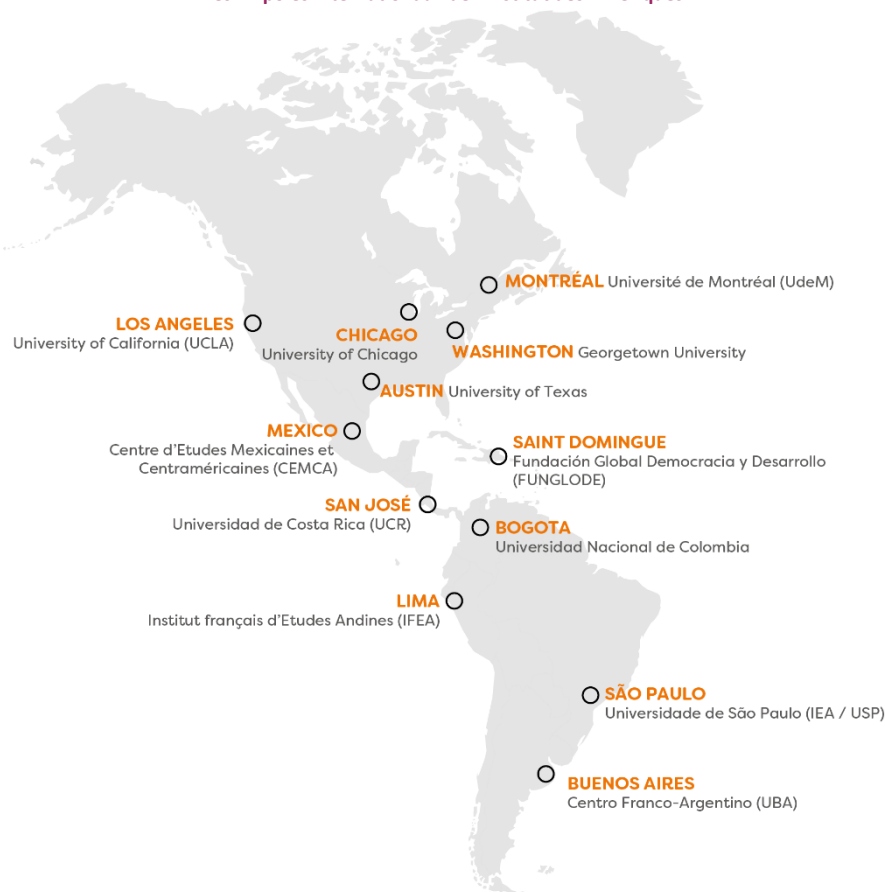 MONTRÉAL Université de Montréal (UdeM)
LOS ANGELES
University of California (UCLA)
CHICAGO
University of Chicago
WASHINGTON Georgetown University
AUSTIN University of Texas
MEXICO
Centre d'Etudes Mexicaines et
Centraméricaines (CEMCA)
SAINT DOMINGUE
Fundación Global Democracia y Desarrollo
(FUNGLODE)
SAN JOSÉ
Universidad de Costa Rica (UCR)
BOGOTA
Universidad Nacional de Colombia
LIMA
Institut français d'Etudes Andines (IFEA)
SÃO PAULO
Universidade de São Paulo (IEA / USP)
BUENOS AIRES
Centro Franco-Argentino (UBA)